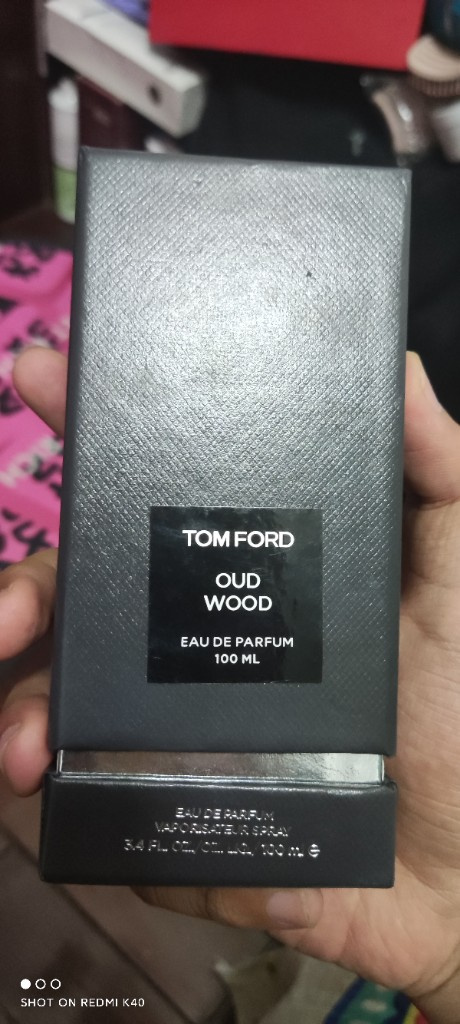 TOM FORD
OUD
WOOD
EAU DE PARFUM
100 ML
EAU DE PARFUM
VAPORISATEUR SPRAY
3.4 FL. OZ./OZ. LIQ./100 mL ℮
SHOT ON REDMI K40